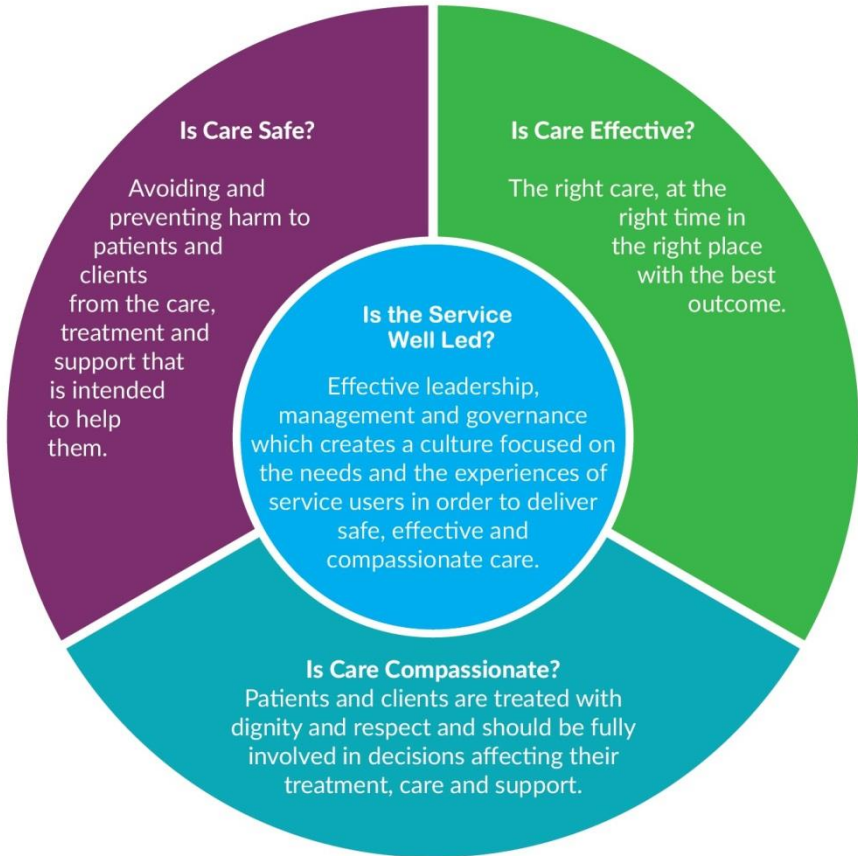 Is Care Safe?
Avoiding and
preventing harm to
patients and
clients
from the care,
treatment and
support that
is intended
to help
them.
Is Care Effective?
The right care, at the
right time in
the right place
with the best
outcome.
Is the Service
Well Led?
Effective leadership,
management and governance
which creates a culture focused on
the needs and the experiences of
service users in order to deliver
safe, effective and
compassionate care.
Is Care Compassionate?
Patients and clients are treated with
dignity and respect and should be fully
involved in decisions affecting their
treatment, care and support.